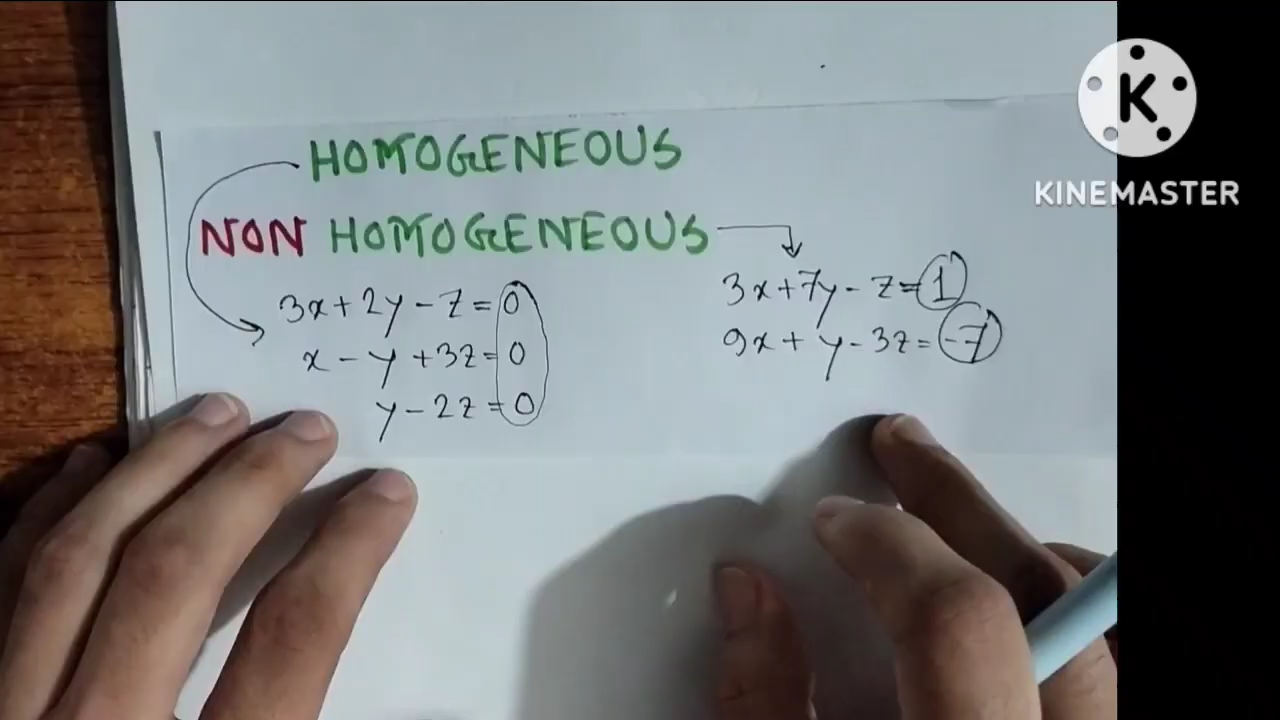 HOMOGENEOUS
NON HOMOGENEOUS
3x+2y-z=0
x-y+3z=0
y-2z=0
3x+7y-z=1
9x+y-3z=-7
K
KINEMASTER